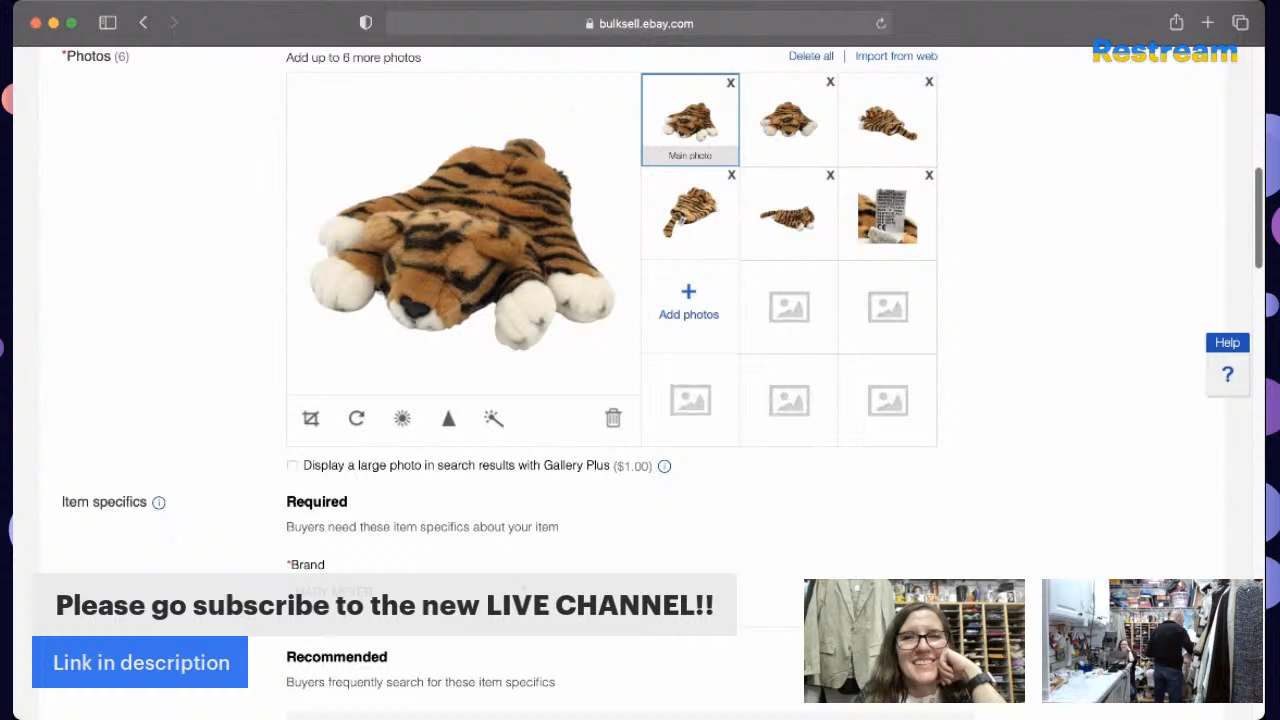 bulksell.ebay.com
Restream
*Photos (6)
Add up to 6 more photos
Delete all | Import from web
X
X
X
Main photo
X
X
X
+
Add photos
Help
?
Display a large photo in search results with Gallery Plus ($1.00)
Item specifics
Required
Buyers need these item specifics about your item
*Brand
MARY MEYER
Please go subscribe to the new LIVE CHANNEL!!
Link in description
Recommended
Buyers frequently search for these item specifics